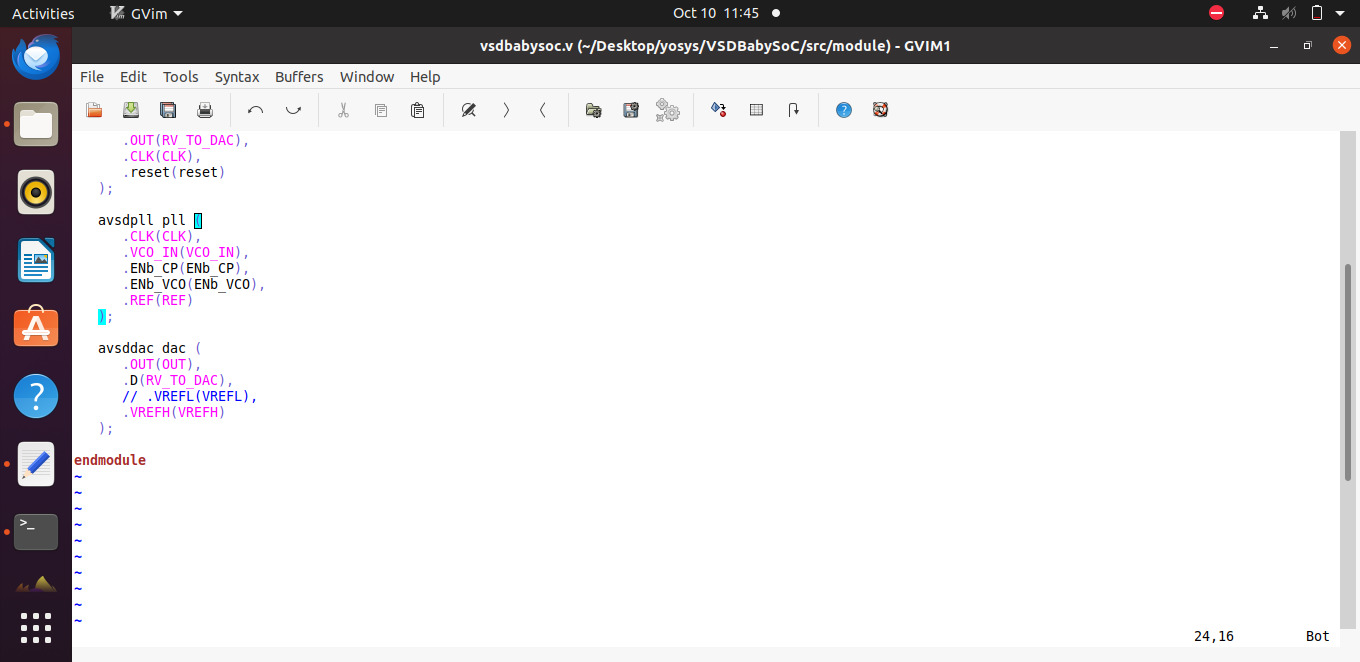 Activities GVim Oct 10 11:45
vsdbabysoc.v (~/Desktop/yosys/VSDBabySoC/src/module) - GVIM1
File Edit Tools Syntax Buffers Window Help
.OUT(RV_TO_DAC),
.CLK(CLK),
.reset(reset)
);
avsdpll pll (
.CLK(CLK),
.VCO_IN(VCO_IN),
.ENb_CP(ENb_CP),
.ENb_VCO(ENb_VCO),
.REF(REF)
);
avsddac dac (
.OUT(OUT),
.D(RV_TO_DAC),
// .VREFL(VREFL),
.VREFH(VREFH)
);
endmodule
~
~
~
~
~
~
~
~
~
~
24,16 Bot